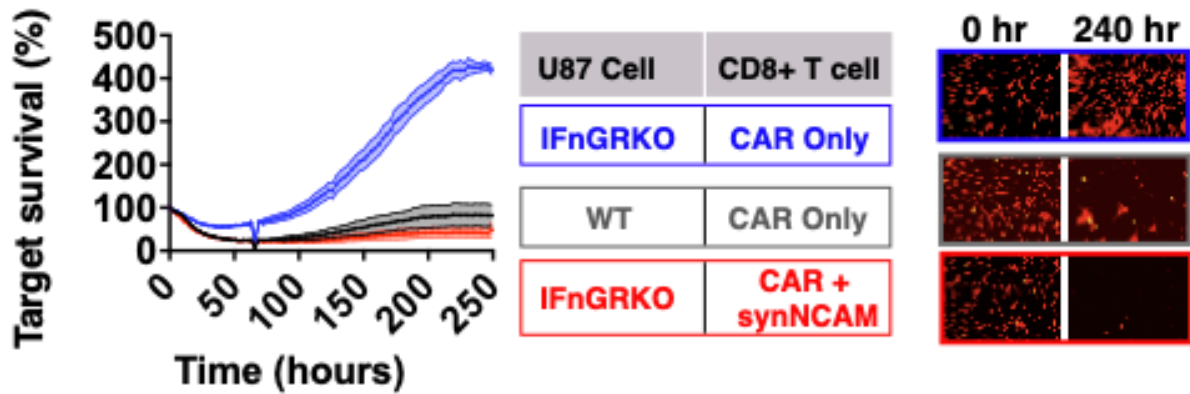 Target survival (%)
500
400
300
200
100
0
0
50
100
150
200
250
Time (hours)
U87 Cell CD8+ T cell
IFnGRKO CAR Only
WT CAR Only
IFnGRKO CAR +
synNCAM
0 hr 240 hr